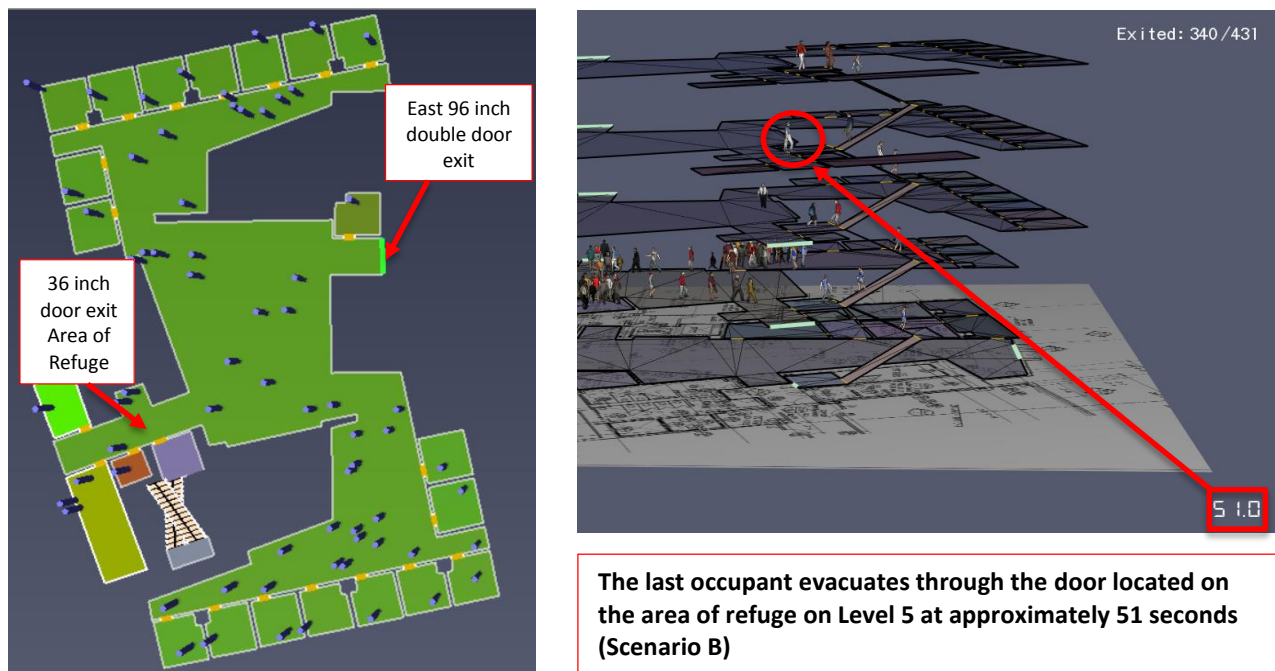 East 96 inch
double door
exit
36 inch
door exit
Area of
Refuge
Exited: 340/431
51.0
The last occupant evacuates through the door located on
the area of refuge on Level 5 at approximately 51 seconds
(Scenario B)